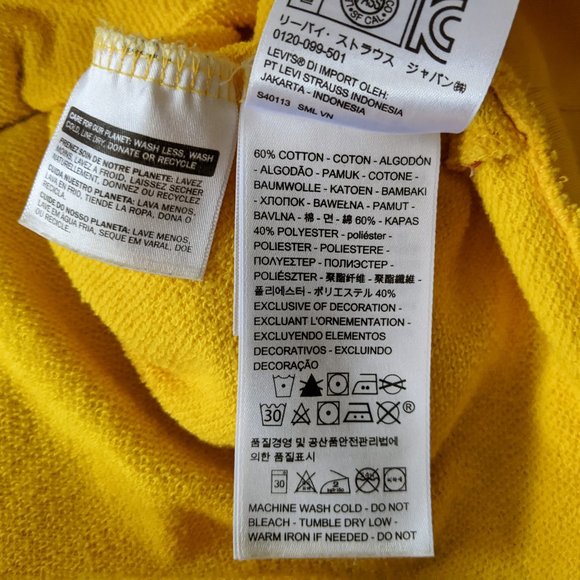 CARE FOR OUR PLANET: WASH LESS, WASH
COLD, LINE DRY, DONATE OR RECYCLE
PRENEZ SOIN DE NOTRE PLANETE: LAVEZ
MOINS, LAVEZ À FROID, LAISSEZ SÉCHER
NATURELLEMENT, DONNEZ OU RECYCLEZ
CUIDA NUESTRO PLANETA: LAVA MENOS,
LAVA EN FRIO, TIENDE LA ROPA, DONA O
CUIDE DO NOSSO PLANETA: LAVE MENOS,
LAVE EM ÁGUA FRIA, SEQUE EM VARAL, DOE
SF CAL
リーバイ・ストラウス ジャパン㈱
0120-099-501
LEVI'S® DI IMPORT OLEH:
PT LEVI STRAUSS INDONESIA
JAKARTA - INDONESIA
S40113 SML VN
60% COTTON - COTON - ALGODÓN
- ALGODÃO - PAMUK - COTONE -
BAUMWOLLE - KATOEN - BAMBAKI
- ХЛОПОК - BAWEŁNA - PAMUT -
BAVLNA - 棉 - 면 - 綿 60% - KAPAS
40% POLYESTER - poliéster -
POLIESTER - POLIESTERE -
ΠΟΛΥΕΣΤΕΡ - ПОЛИЭСТЕР -
POLIÉSZTER - 聚酯纖維 - 聚酯纤维 -
폴리에스터 - ポリエステル 40%
EXCLUSIVE OF DECORATION -
EXCLUANT L'ORNEMENTATION -
EXCLUYENDO ELEMENTOS
DECORATIVOS - EXCLUINDO
DECORAÇÃO
30 ®
품질경영 및 공산품안전관리법에
의한 품질표시
30
MACHINE WASH COLD - DO NOT
BLEACH - TUMBLE DRY LOW -
WARM IRON IF NEEDED - DO NOT